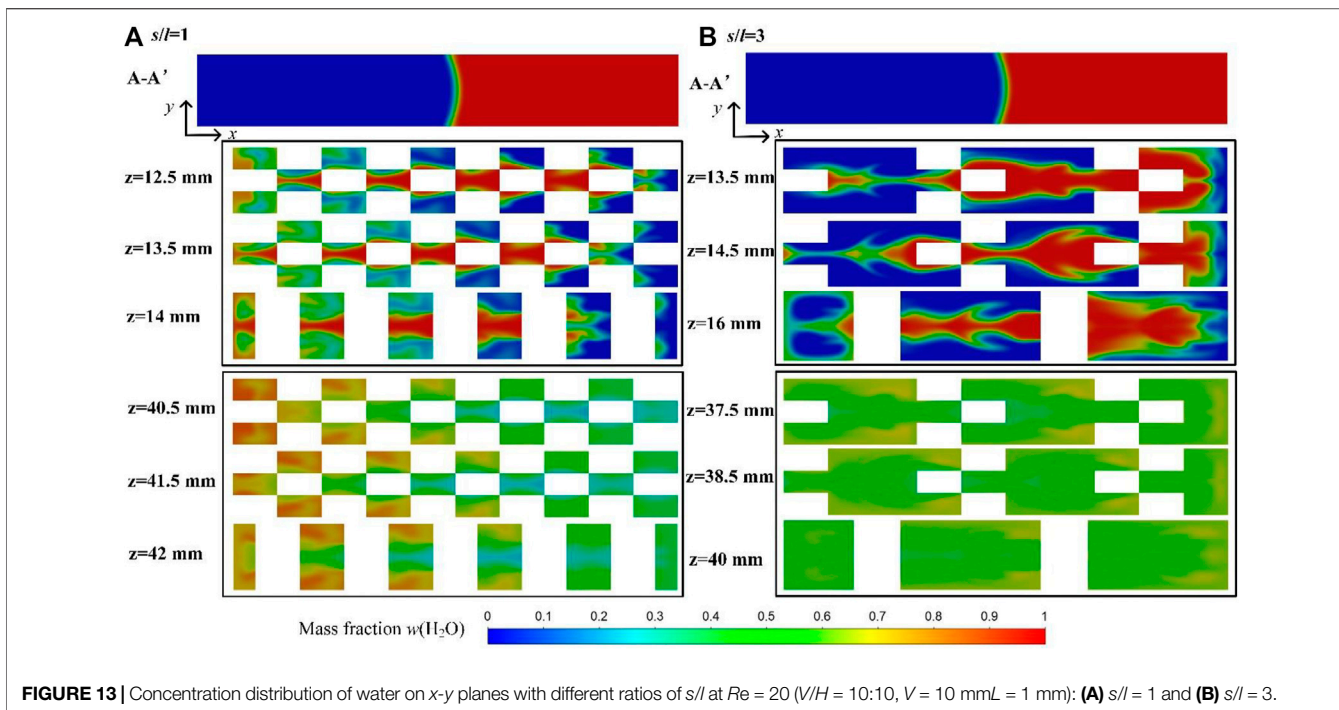 A s/l=1
A-A'
y
x
z=12.5 mm
z=13.5 mm
z=14 mm
z=40.5 mm
z=41.5 mm
z=42 mm
B s/l=3
A-A'
y
x
z=13.5 mm
z=14.5 mm
z=16 mm
z=37.5 mm
z=38.5 mm
z=40 mm
0 0.1 0.2 0.3 0.4 0.5 0.6 0.7 0.8 0.9 1
Mass fraction w(H₂O)
FIGURE 13 | Concentration distribution of water on x-y planes with different ratios of s/l at Re = 20 (V/H = 10:10, V = 10 mmL = 1 mm): (A) s/l = 1 and (B) s/l = 3.